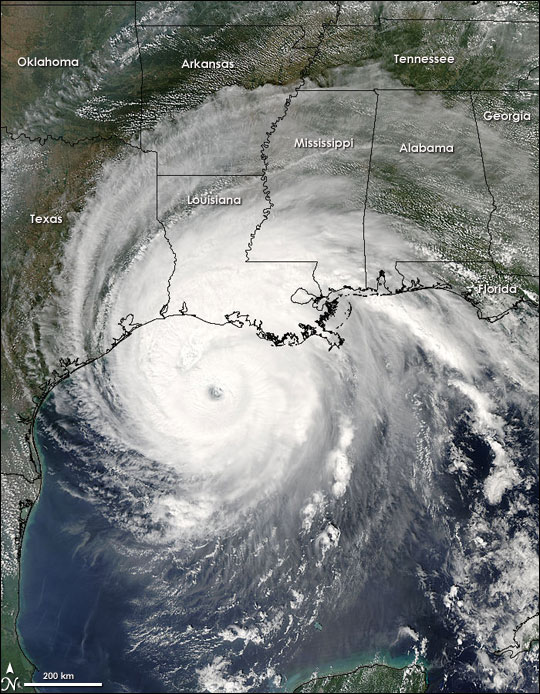 Oklahoma
Arkansas
Tennessee
Georgia
Mississippi
Alabama
Texas
Louisiana
Florida
N
200 km